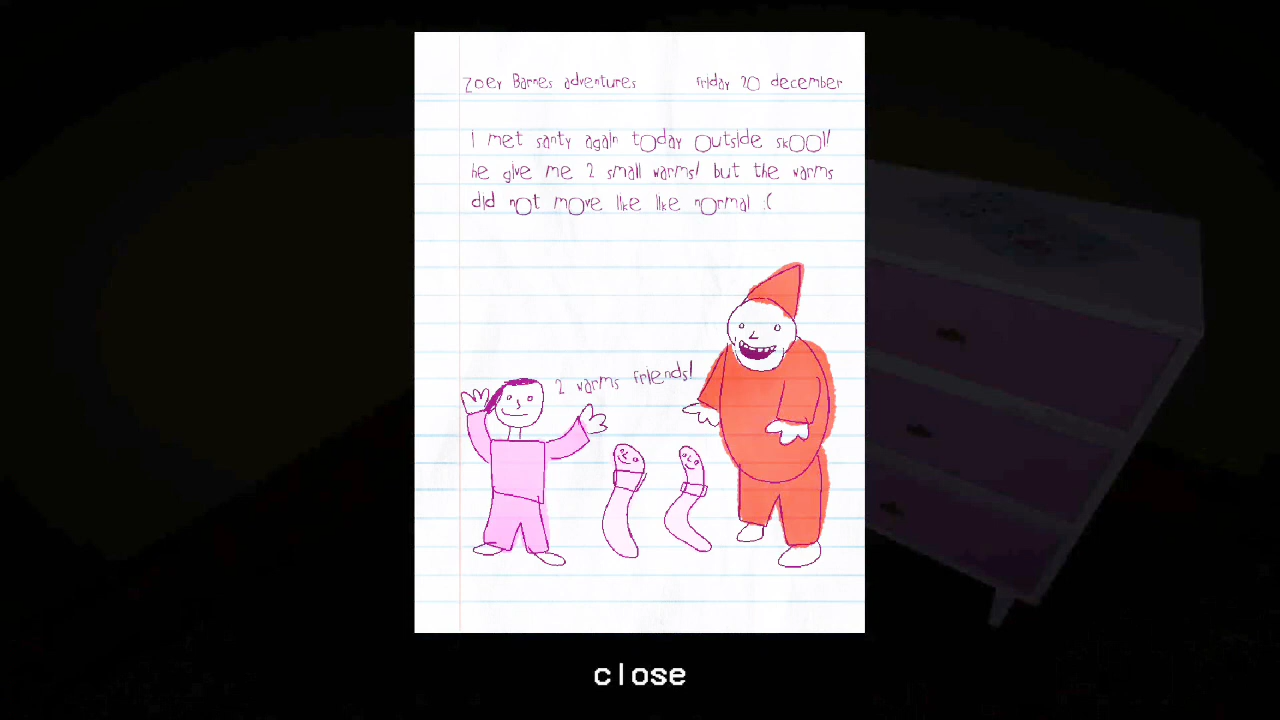 Zoey Barnes adventures friday 20 december
i met santy again today outside skool!
he give me 2 small warms! but the warms
did not move like like normal :(
2 warms friends!
close